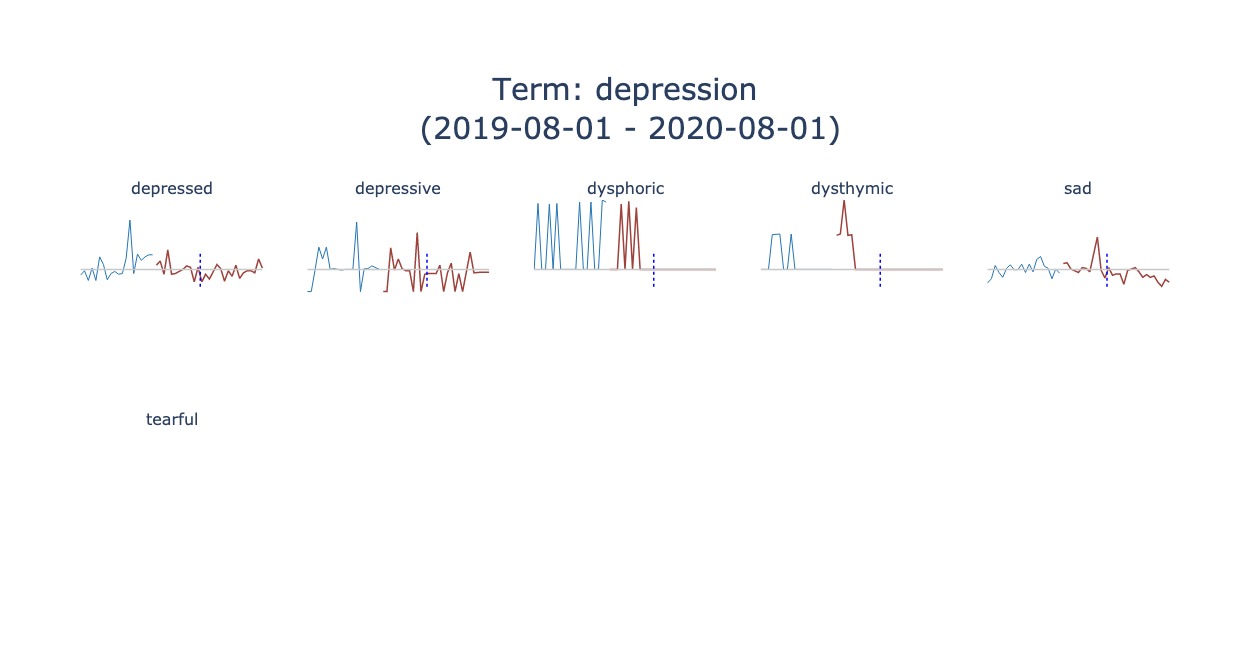 Term: depression
(2019-08-01 - 2020-08-01)
depressed
depressive
dysphoric
dysthymic
sad
tearful